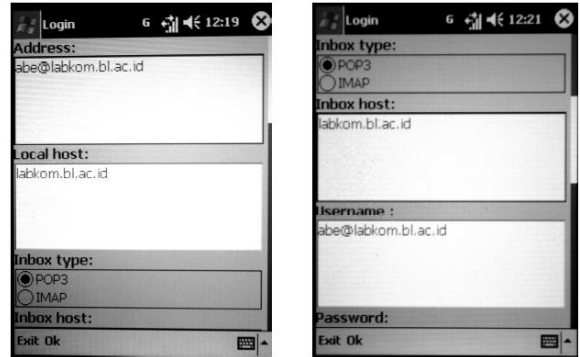 Login G 12:19
Address:
abe@labkom.bl.ac.id
Local host:
labkom.bl.ac.id
Inbox type:
POP3
IMAP
Inbox host:
Exit Ok
Login G 12:21
Inbox type:
POP3
IMAP
Inbox host:
labkom.bl.ac.id
Username :
abe@labkom.bl.ac.id
Password:
Exit Ok